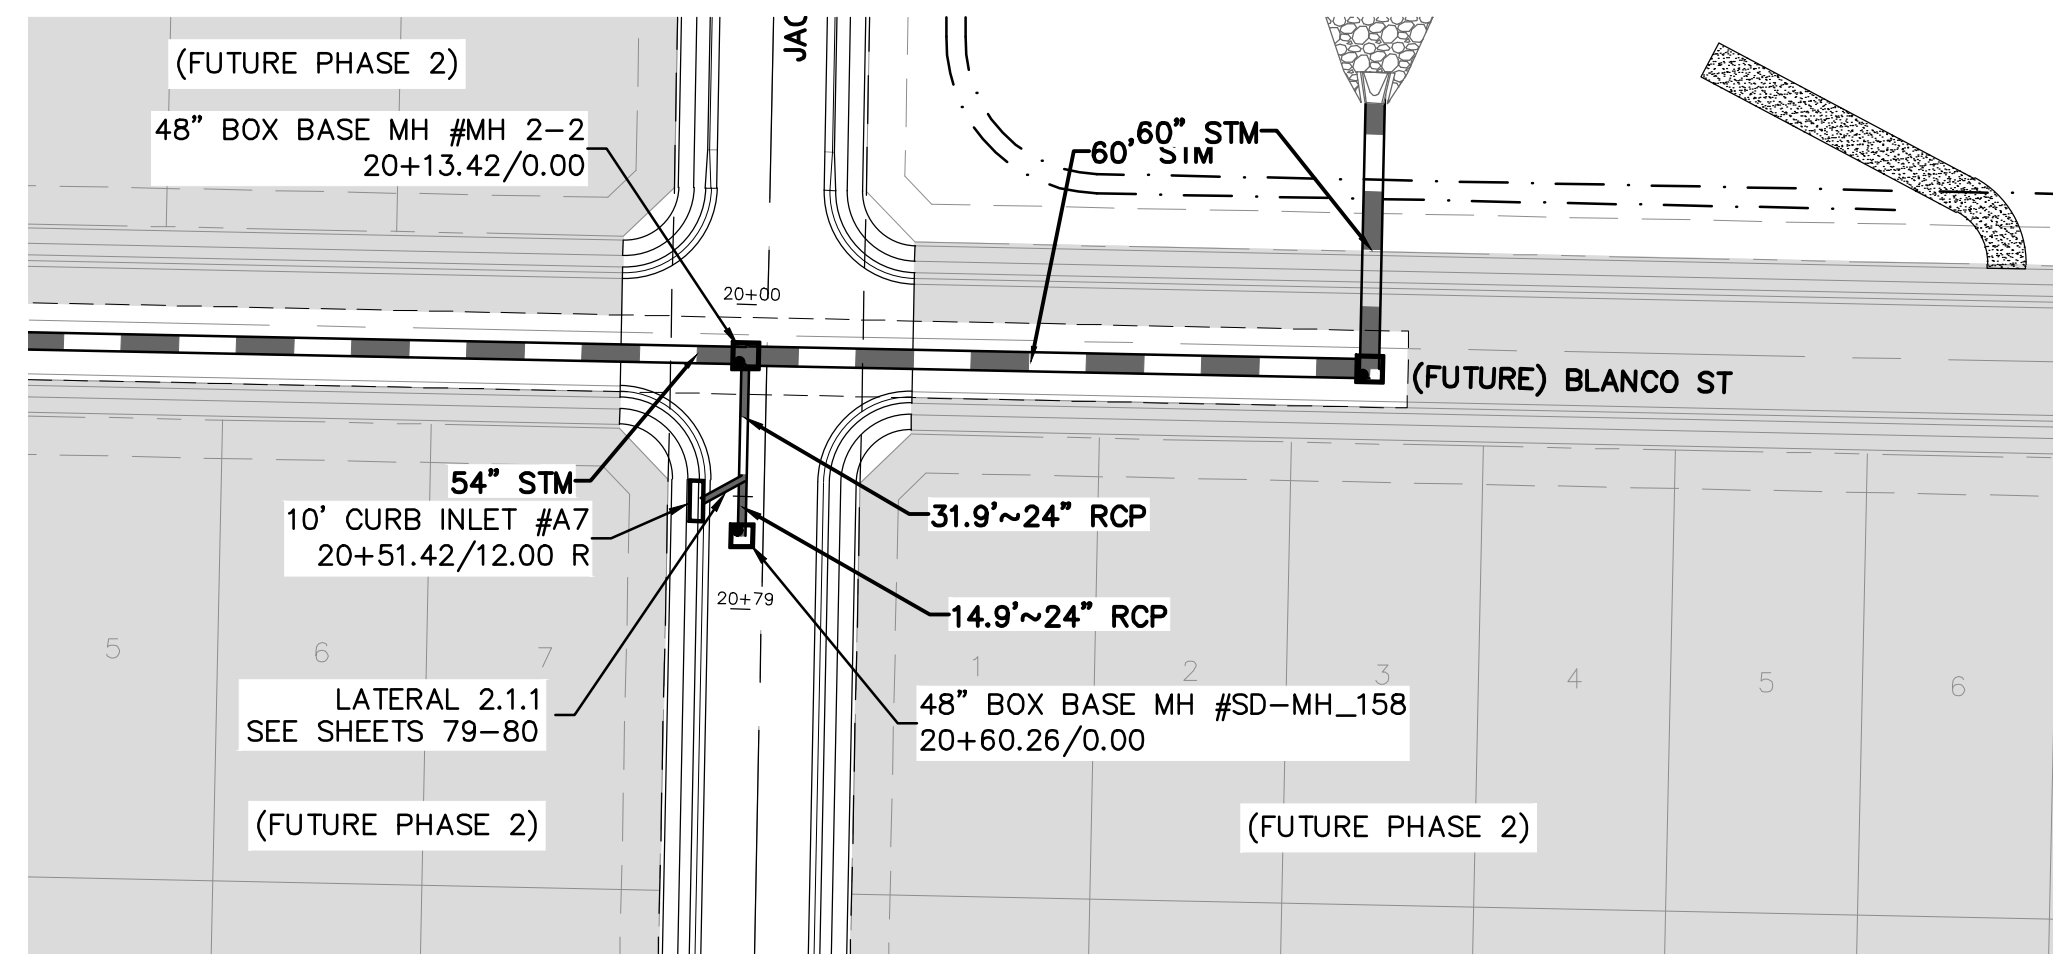 (FUTURE PHASE 2)
JAC
48" BOX BASE MH #MH 2-2
20+13.42/0.00
60" STM
60' STM
20+00
(FUTURE) BLANCO ST
54" STM
10' CURB INLET #A7
20+51.42/12.00 R
31.9'~24" RCP
20+79
14.9'~24" RCP
5
6
7
1
2
3
4
5
6
LATERAL 2.1.1
SEE SHEETS 79-80
48" BOX BASE MH #SD-MH_158
20+60.26/0.00
(FUTURE PHASE 2)
(FUTURE PHASE 2)